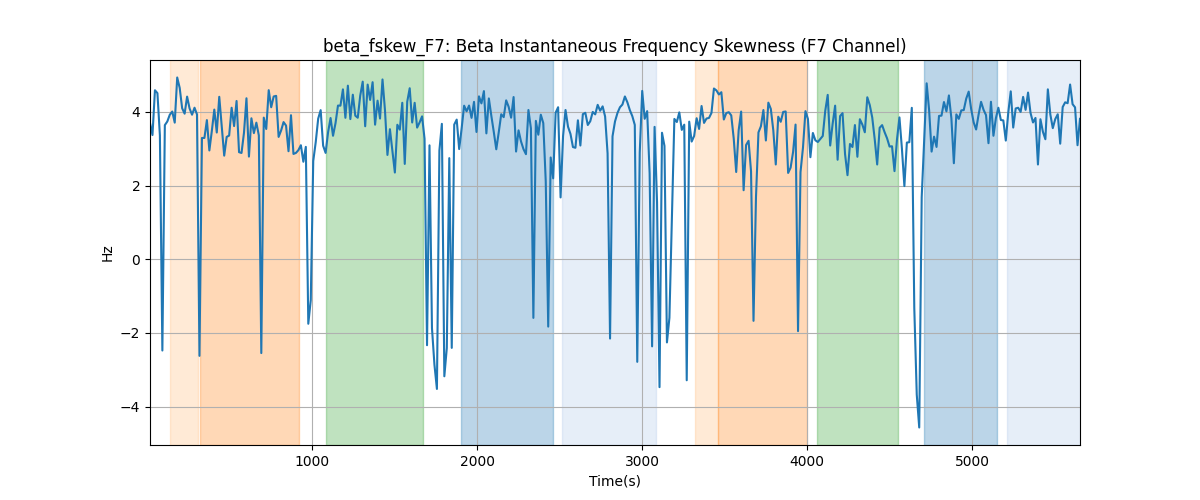 beta_fskew_F7: Beta Instantaneous Frequency Skewness (F7 Channel)
Hz
4
2
0
−2
−4
1000 2000 3000 4000 5000
Time(s)